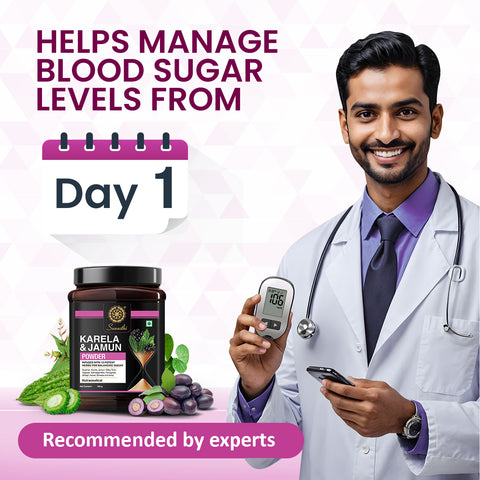 HELPS MANAGE
BLOOD SUGAR
LEVELS FROM
Day 1
106
KARELA
& JAMUN
POWDER
Nutraceutical
Recommended by experts